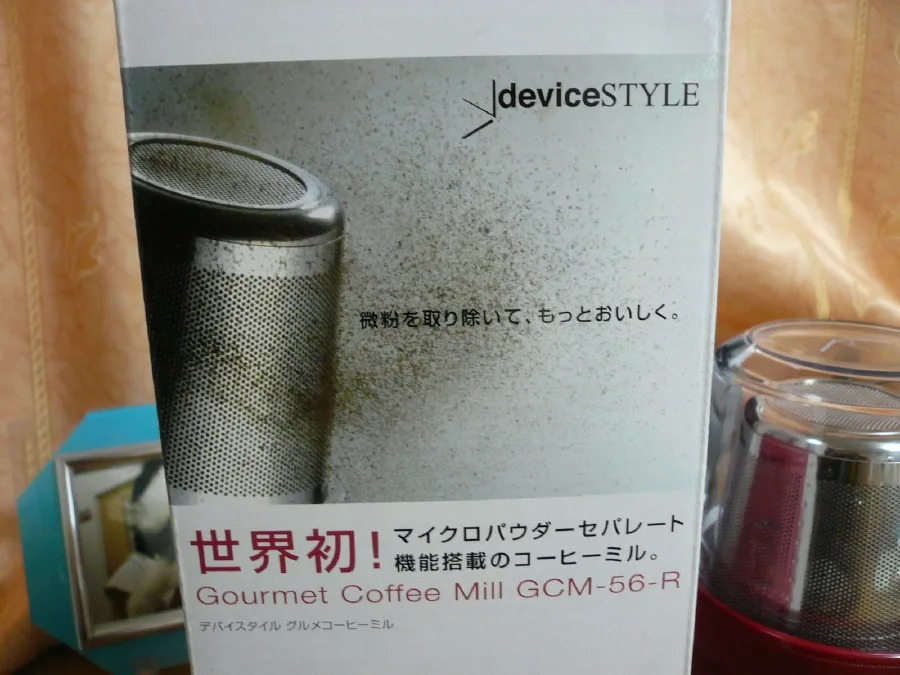 deviceSTYLE
微粉を取り除いて、もっとおいしく。
世界初!
マイクロパウダーセパレート
機能搭載のコーヒーミル。
Gourmet Coffee Mill GCM-56-R
デバイスタイル グルメコーヒーミル